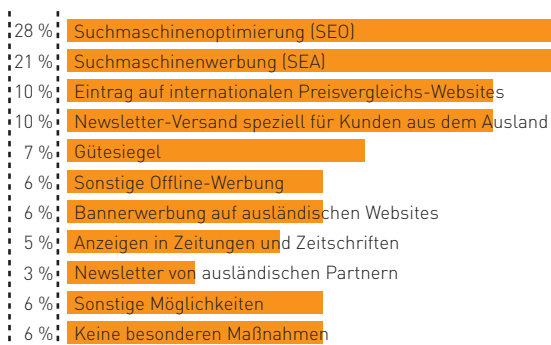 28 % Suchmaschinenoptimierung (SEO)
21 % Suchmaschinenwerbung (SEA)
10 % Eintrag auf internationalen Preisvergleichs-Websites
10 % Newsletter-Versand speziell für Kunden aus dem Ausland
7 % Gütesiegel
6 % Sonstige Offline-Werbung
6 % Bannerwerbung auf ausländischen Websites
5 % Anzeigen in Zeitungen und Zeitschriften
3 % Newsletter von ausländischen Partnern
6 % Sonstige Möglichkeiten
6 % Keine besonderen Maßnahmen